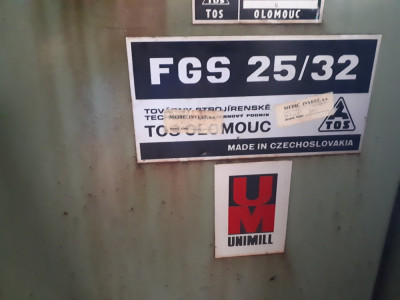 TOS OLOMOUC
FGS 25/32
TOVÁRNY STROJÍRENSKÉ
TOS OLOMOUC
TOS
MADE IN CZECHOSLOVAKIA
UM
UNIMILL